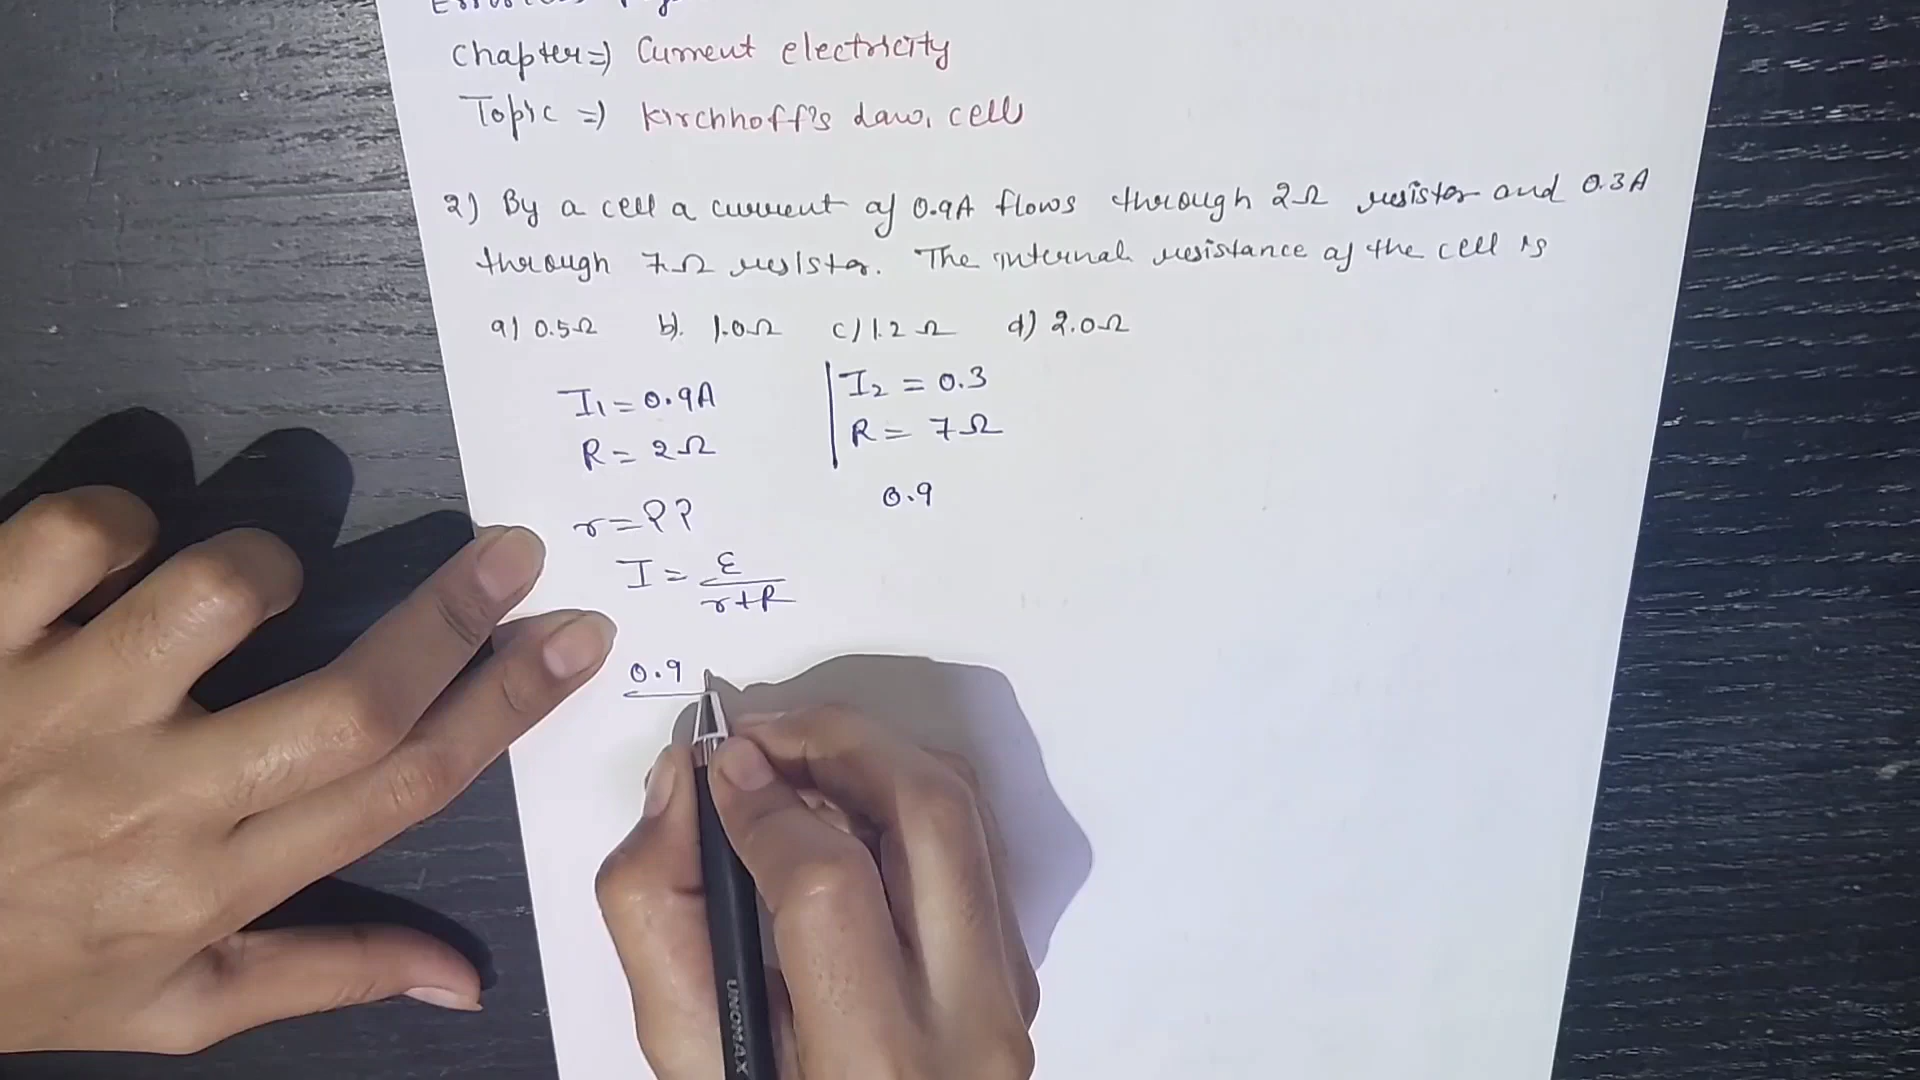 Chapter=) Current electricity
Topic =) Kirchhoff's Law, cell
2) By a cell a current of 0.9A flows through 2Ω resistor and 0.3A
through 7Ω resistor. The internal resistance of the cell is
a) 0.5Ω b). 1.0Ω c) 1.2 Ω d) 2.0Ω
I₁ = 0.9A
R = 2Ω
I₂ = 0.3
R = 7Ω
0.9
r = ??
I = ε/r+R
0.9
UNOMAX